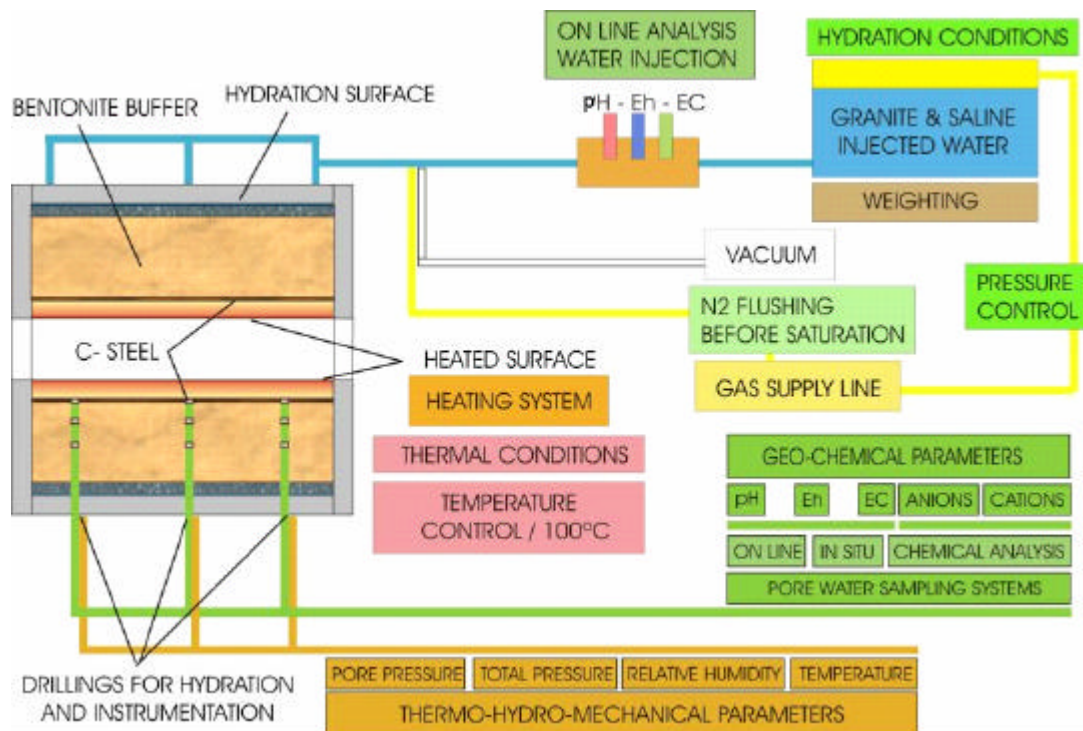 ON LINE ANALYSIS
WATER INJECTION
HYDRATION CONDITIONS
BENTONITE BUFFER
HYDRATION SURFACE
pH - Eh - EC
GRANITE & SALINE
INJECTED WATER
WEIGHTING
VACUUM
PRESSURE
CONTROL
N2 FLUSHING
BEFORE SATURATION
C- STEEL
HEATED SURFACE
GAS SUPPLY LINE
HEATING SYSTEM
THERMAL CONDITIONS
TEMPERATURE
CONTROL / 100ºC
GEO-CHEMICAL PARAMETERS
pH Eh EC ANIONS CATIONS
ON LINE IN SITU CHEMICAL ANALYSIS
PORE WATER SAMPLING SYSTEMS
DRILLINGS FOR HYDRATION
AND INSTRUMENTATION
PORE PRESSURE TOTAL PRESSURE RELATIVE HUMIDITY TEMPERATURE
THERMO-HYDRO-MECHANICAL PARAMETERS